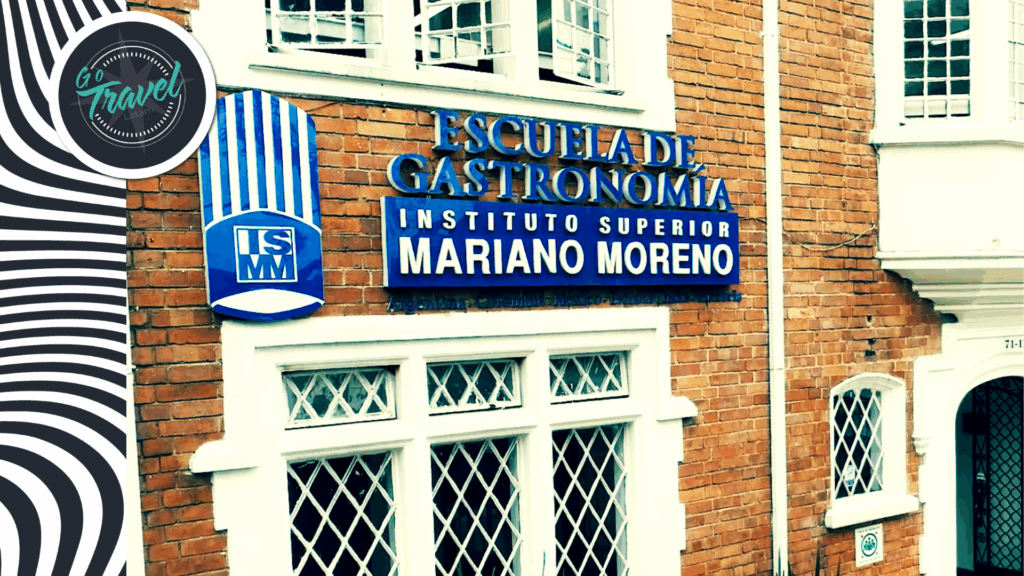 Go
Travel
ISMM
ESCUELA DE
GASTRONOMÍA
INSTITUTO SUPERIOR
MARIANO MORENO